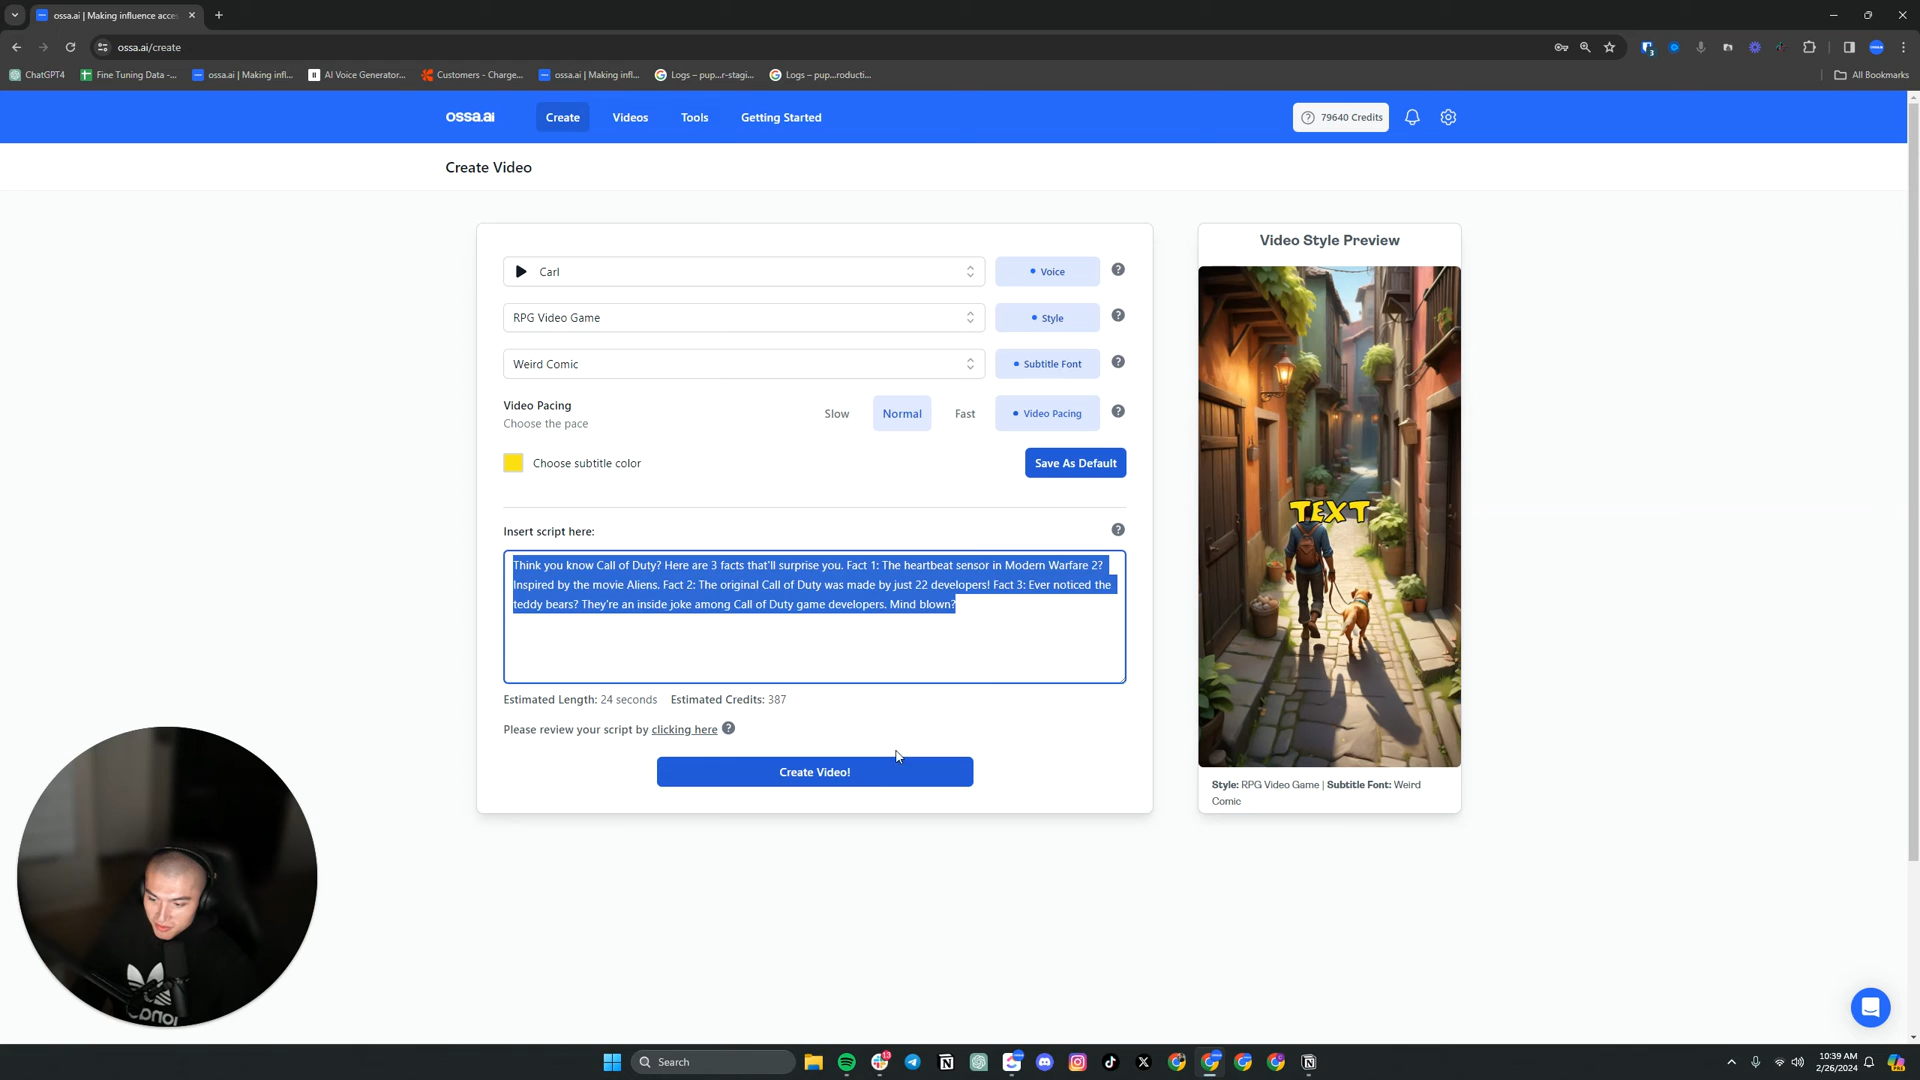 ossa.ai | Making influence acces
ossa.ai/create
ChatGPT4
Fine Tuning Data -...
ossa.ai | Making infl...
AI Voice Generator...
Customers - Charge...
ossa.ai | Making infl...
Logs – pup...r-stagi...
Logs – pup...roducti...
All Bookmarks
ossa.ai
Create
Videos
Tools
Getting Started
79640 Credits
Create Video
Carl
Voice
RPG Video Game
Style
Weird Comic
Subtitle Font
Video Pacing
Choose the pace
Slow
Normal
Fast
Video Pacing
Choose subtitle color
Save As Default
Insert script here:
Think you know Call of Duty? Here are 3 facts that'll surprise you. Fact 1: The heartbeat sensor in Modern Warfare 2?
Inspired by the movie Aliens. Fact 2: The original Call of Duty was made by just 22 developers! Fact 3: Ever noticed the
teddy bears? They're an inside joke among Call of Duty game developers. Mind blown?
Estimated Length: 24 seconds Estimated Credits: 387
Please review your script by clicking here
Create Video!
Video Style Preview
TEXT
Style: RPG Video Game | Subtitle Font: Weird
Comic
Search
13
10:39 AM
2/26/2024